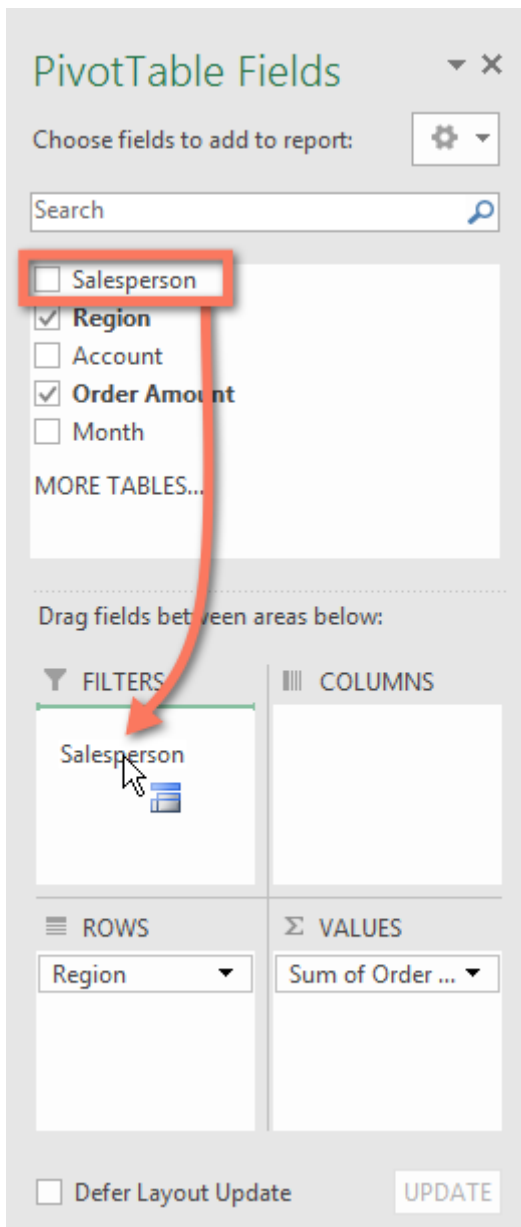 PivotTable Fields
Choose fields to add to report:
Search
Salesperson
Region
Account
Order Amount
Month
MORE TABLES...
Drag fields between areas below:
FILTERS
COLUMNS
Salesperson
ROWS
Σ VALUES
Region
Sum of Order ...
Defer Layout Update
UPDATE